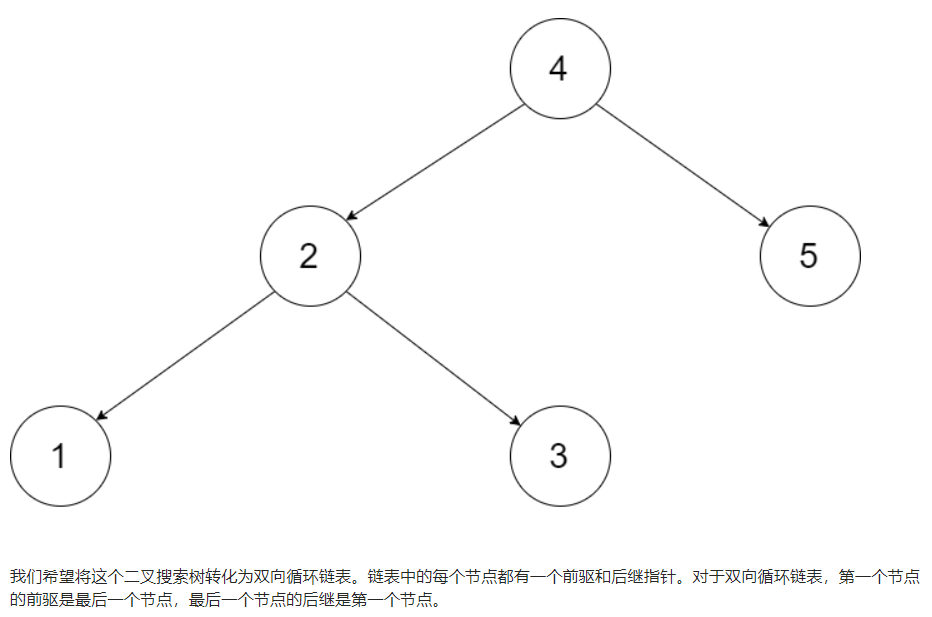 4
2
5
1
3
我们希望将这个二叉搜索树转化为双向循环链表。链表中的每个节点都有一个前驱和后继指针。对于双向循环链表，第一个节点
的前驱是最后一个节点，最后一个节点的后继是第一个节点。